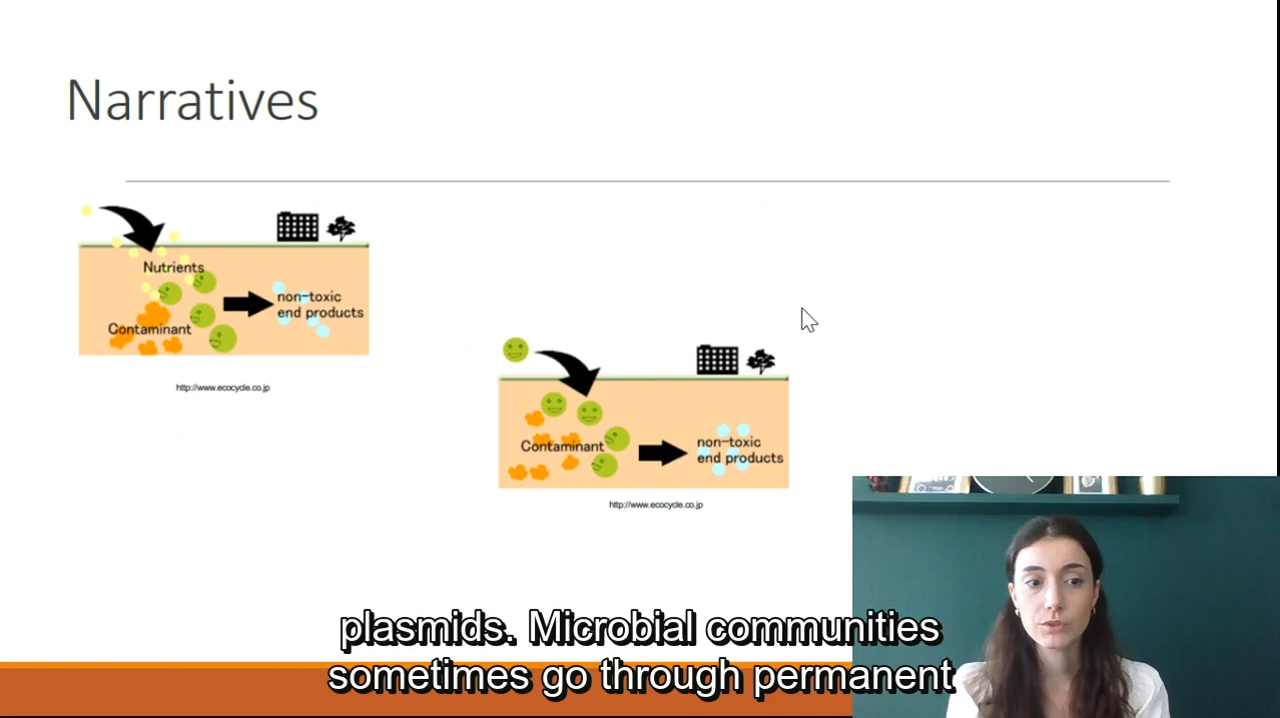 Narratives
Nutrients
Contaminant
non-toxic
end products
http://www.ecocycle.co.jp
Contaminant
non-toxic
end products
http://www.ecocycle.co.jp
plasmids. Microbial communities
sometimes go through permanent